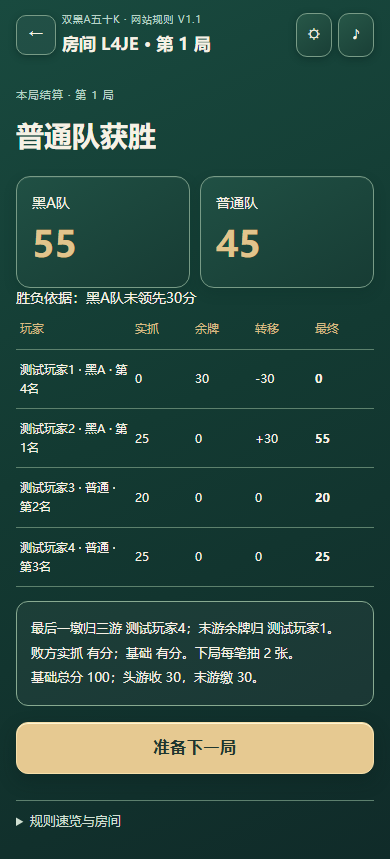 ←
双黑A五十K · 网站规则 V1.1
房间 L4JE • 第 1 局
♪
本局结算 · 第 1 局
普通队获胜
黑A队
55
普通队
45
胜负依据：黑A队未领先30分
玩家 实抓 余牌 转移 最终
测试玩家1 · 黑A · 第
4名 0 30 -30 0
测试玩家2 · 黑A · 第
1名 25 0 +30 55
测试玩家3 · 普通 ·
第2名 20 0 0 20
测试玩家4 · 普通 ·
第3名 25 0 0 25
最后一墩归三游 测试玩家4；末游余牌归 测试玩家1。
败方实抓 有分；基础 有分。下局每笔抽 2 张。
基础总分 100；头游收 30，末游缴 30。
准备下一局
▶ 规则速览与房间